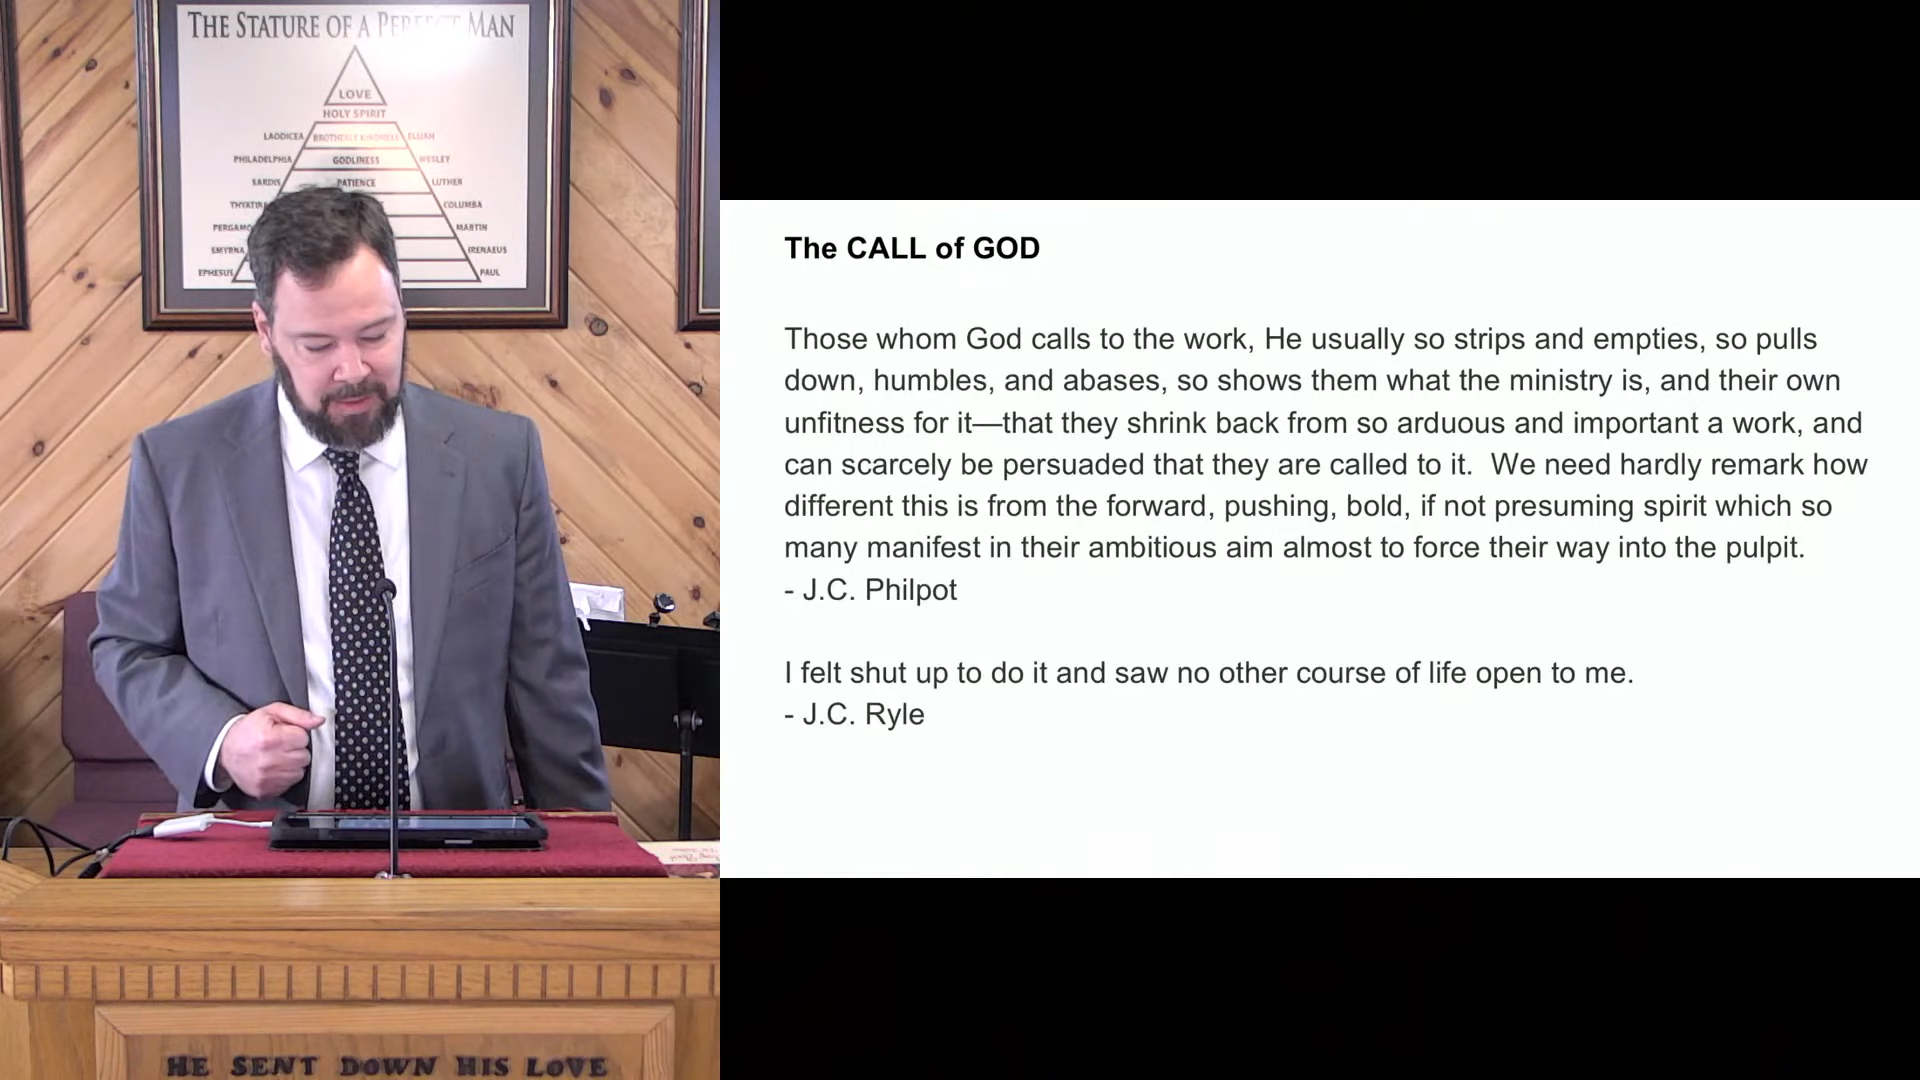 THE STATURE OF A PERFECT MAN
LOVE
HOLY SPIRIT
LAODICEA BROTHERLY KINDNESS ELIJAH
PHILADELPHIA GODLINESS WESLEY
SARDIS PATIENCE LUTHER
THYATIRA COLUMBA
PERGAMO MARTIN
SMYRNA IRENAEUS
EPHESUS PAUL
HE SENT DOWN HIS LOVE
The CALL of GOD
Those whom God calls to the work, He usually so strips and empties, so pulls
down, humbles, and abases, so shows them what the ministry is, and their own
unfitness for it—that they shrink back from so arduous and important a work, and
can scarcely be persuaded that they are called to it.  We need hardly remark how
different this is from the forward, pushing, bold, if not presuming spirit which so
many manifest in their ambitious aim almost to force their way into the pulpit.
- J.C. Philpot
I felt shut up to do it and saw no other course of life open to me.
- J.C. Ryle